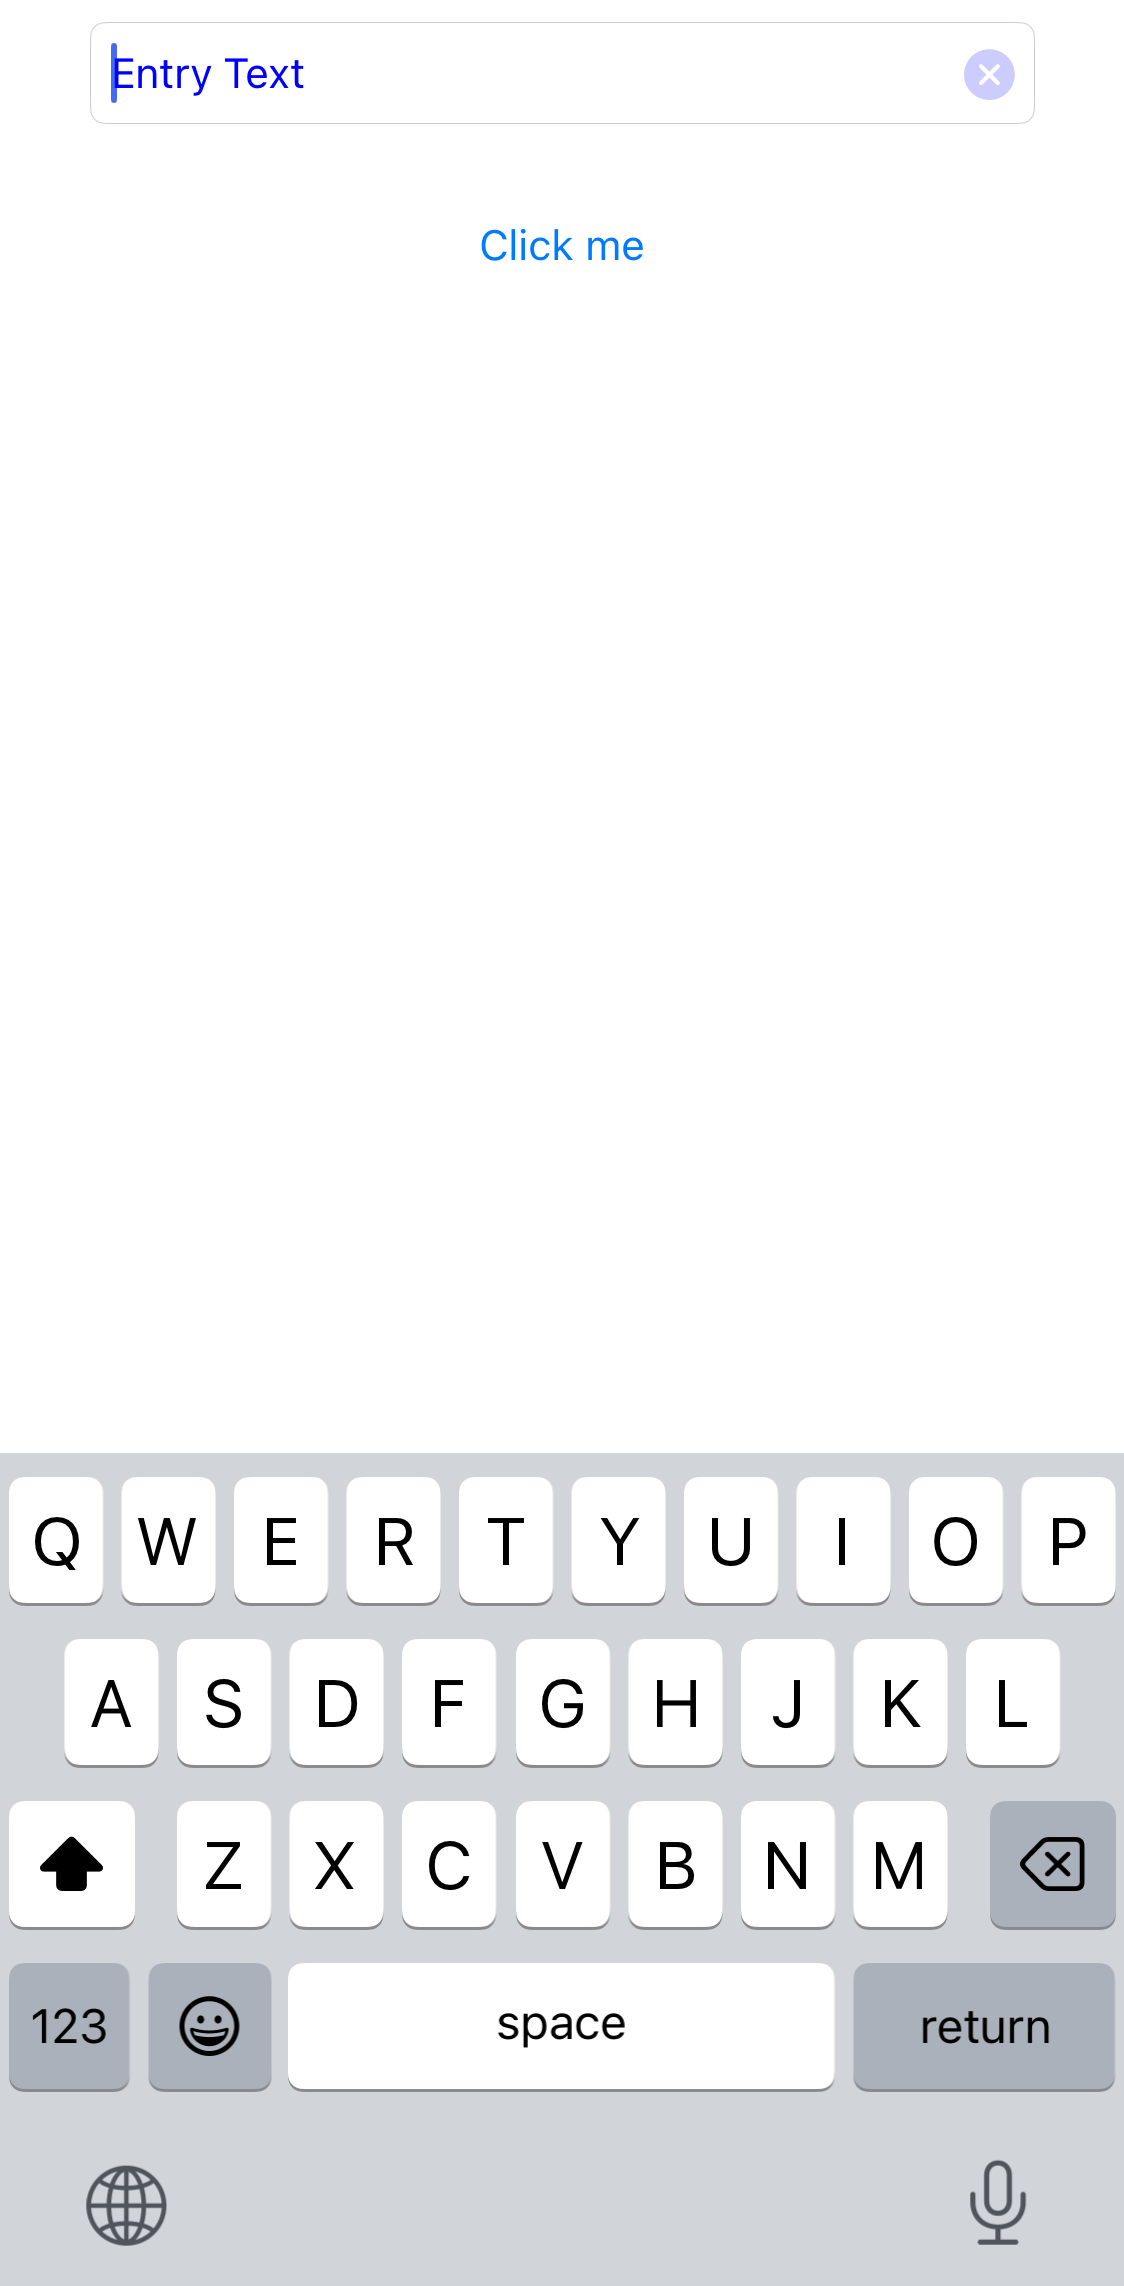 Entry Text
Click me
Q W E R T Y U I O P
A S D F G H J K L
Z X C V B N M
123 space return